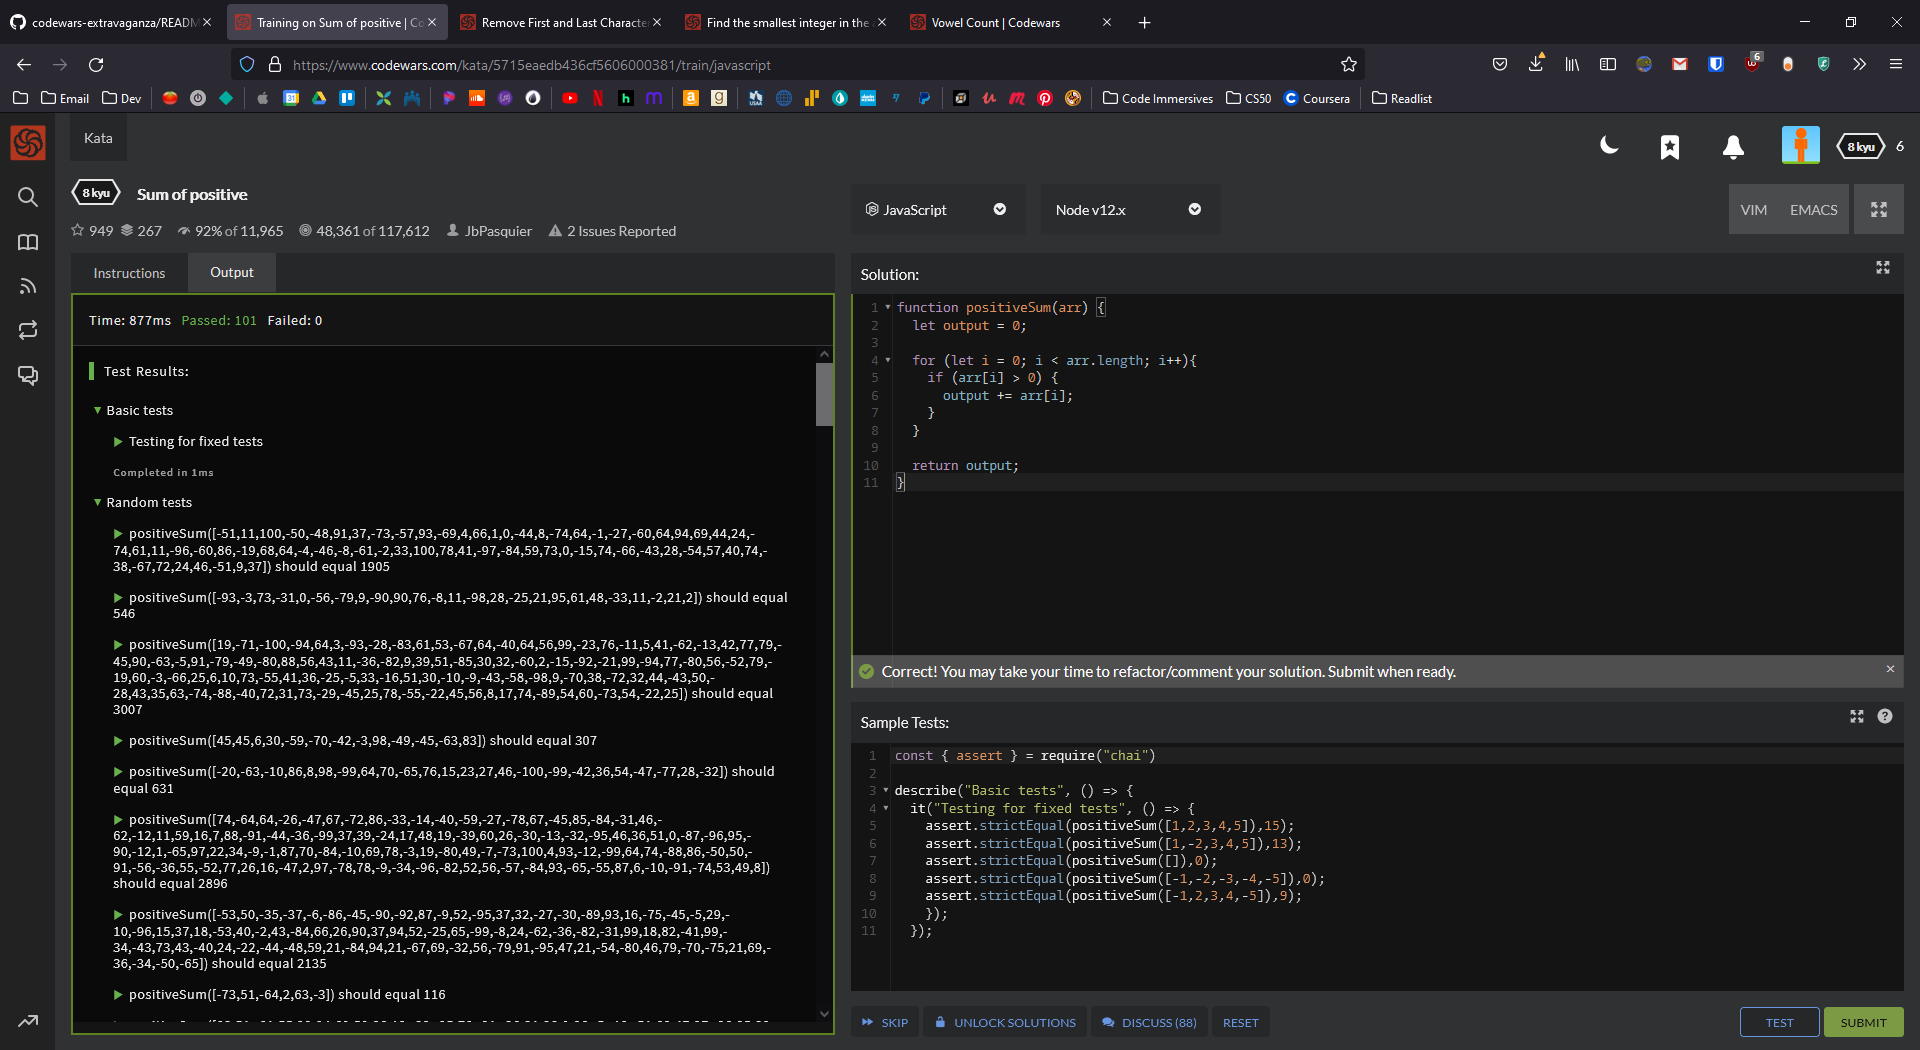 codewars-extravaganza/READM
Training on Sum of positive | Co
Remove First and Last Character
Find the smallest integer in the
Vowel Count | Codewars
https://www.codewars.com/kata/5715eaedb436cf5606000381/train/javascript
6
Email
Dev
Code Immersives
CS50
Coursera
Readlist
Kata
8 kyu
6
8 kyu
Sum of positive
JavaScript
Node v12.x
VIM
EMACS
949
267
92% of 11,965
48,361 of 117,612
JbPasquier
2 Issues Reported
Instructions
Output
Time: 877ms Passed: 101 Failed: 0
Test Results:
Basic tests
Testing for fixed tests
Completed in 1ms
Random tests
positiveSum([-51,11,100,-50,-48,91,37,-73,-57,93,-69,4,66,1,0,-44,8,-74,64,-1,-27,-60,64,94,69,44,24,-
74,61,11,-96,-60,86,-19,68,64,-4,-46,-8,-61,-2,33,100,78,41,-97,-84,59,73,0,-15,74,-66,-43,28,-54,57,40,74,-
38,-67,72,24,46,-51,9,37]) should equal 1905
positiveSum([-93,-3,73,-31,0,-56,-79,9,-90,90,76,-8,11,-98,28,-25,21,95,61,48,-33,11,-2,21,2]) should equal
546
positiveSum([19,-71,-100,-94,64,3,-93,-28,-83,61,53,-67,64,-40,64,56,99,-23,76,-11,5,41,-62,-13,42,77,79,-
45,90,-63,-5,91,-79,-49,-80,88,56,43,11,-36,-82,9,39,51,-85,30,32,-60,2,-15,-92,-21,99,-94,77,-80,56,-52,79,-
19,60,-3,-66,25,6,10,73,-55,41,36,-25,-5,33,-16,51,30,-10,-9,-43,-58,-98,9,-70,38,-72,32,44,-43,50,-
28,43,35,63,-74,-88,-40,72,31,73,-29,-45,25,78,-55,-22,45,56,8,17,74,-89,54,60,-73,54,-22,25]) should equal
3007
positiveSum([45,45,6,30,-59,-70,-42,-3,98,-49,-45,-63,83]) should equal 307
positiveSum([-20,-63,-10,86,8,98,-99,64,70,-65,76,15,23,27,46,-100,-99,-42,36,54,-47,-77,28,-32]) should
equal 631
positiveSum([74,-64,64,-26,-47,67,-72,86,-33,-14,-40,-59,-27,-78,67,-45,85,-84,-31,46,-
62,-12,11,59,16,7,88,-91,-44,-36,-99,37,39,-24,17,48,19,-39,60,26,-30,-13,-32,-95,46,36,51,0,-87,-96,95,-
90,-12,1,-65,97,22,34,-9,-1,87,70,-84,-10,69,78,-3,19,-80,49,-7,-73,100,4,93,-12,-99,64,74,-88,86,-50,50,-
91,-56,-36,55,-52,77,26,16,-47,2,97,-78,78,-9,-34,-96,-82,52,56,-57,-84,93,-65,-55,87,6,-10,-91,-74,53,49,8])
should equal 2896
positiveSum([-53,50,-35,-37,-6,-86,-45,-90,-92,87,-9,52,-95,37,32,-27,-30,-89,93,16,-75,-45,-5,29,-
10,-96,15,37,18,-53,40,-2,43,-84,66,26,90,37,94,52,-25,65,-99,-8,24,-62,-36,-82,-31,99,18,82,-41,99,-
34,-43,73,43,-40,24,-22,-44,-48,59,21,-84,94,21,-67,69,-32,56,-79,91,-95,47,21,-54,-80,46,79,-70,-75,21,69,-
36,-34,-50,-65]) should equal 2135
positiveSum([-73,51,-64,2,63,-3]) should equal 116
Solution:
1 function positiveSum(arr) {
2 let output = 0;
3
4 for (let i = 0; i < arr.length; i++){
5 if (arr[i] > 0) {
6 output += arr[i];
7 }
8 }
9
10 return output;
11 }
Correct! You may take your time to refactor/comment your solution. Submit when ready.
Sample Tests:
1 const { assert } = require("chai")
2
3 describe("Basic tests", () => {
4 it("Testing for fixed tests", () => {
5 assert.strictEqual(positiveSum([1,2,3,4,5]),15);
6 assert.strictEqual(positiveSum([1,-2,3,4,5]),13);
7 assert.strictEqual(positiveSum([]),0);
8 assert.strictEqual(positiveSum([-1,-2,-3,-4,-5]),0);
9 assert.strictEqual(positiveSum([-1,2,3,4,-5]),9);
10 });
11 });
SKIP
UNLOCK SOLUTIONS
DISCUSS (88)
RESET
TEST
SUBMIT